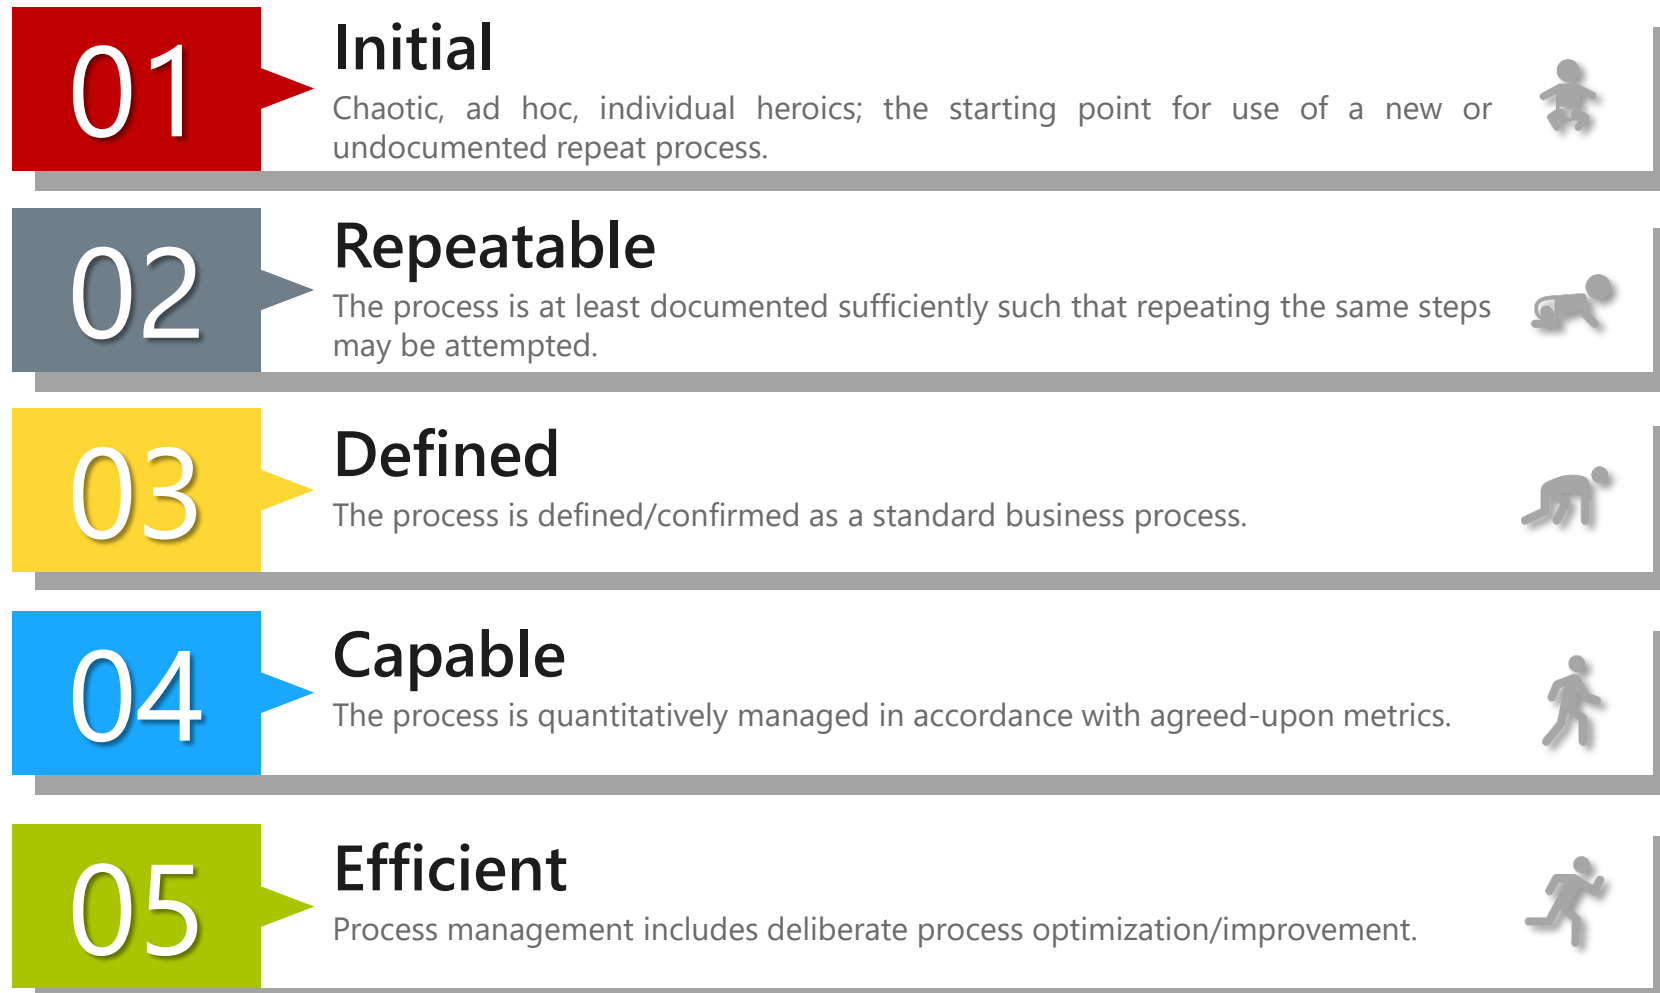 01
Initial
Chaotic, ad hoc, individual heroics; the starting point for use of a new or
undocumented repeat process.
02
Repeatable
The process is at least documented sufficiently such that repeating the same steps
may be attempted.
03
Defined
The process is defined/confirmed as a standard business process.
04
Capable
The process is quantitatively managed in accordance with agreed-upon metrics.
05
Efficient
Process management includes deliberate process optimization/improvement.